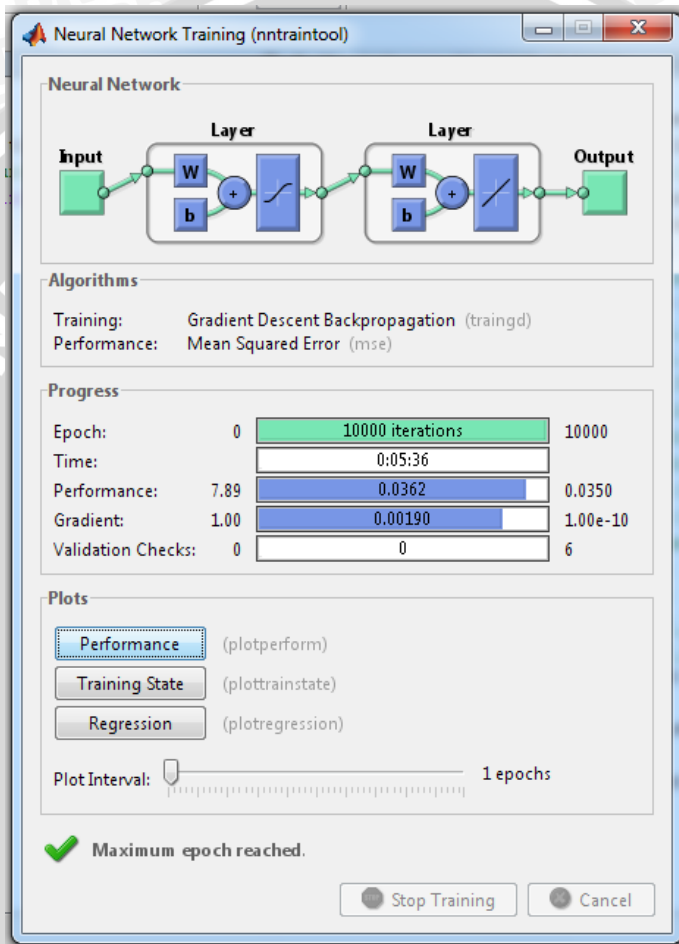 Neural Network Training (nntraintool)
Neural Network
Layer Layer
Input Output
W W
+ +
b b
Algorithms
Training: Gradient Descent Backpropagation (traingd)
Performance: Mean Squared Error (mse)
Progress
Epoch: 0 10000 iterations 10000
Time: 0:05:36
Performance: 7.89 0.0362 0.0350
Gradient: 1.00 0.00190 1.00e-10
Validation Checks: 0 0 6
Plots
Performance (plotperform)
Training State (plottrainstate)
Regression (plotregression)
Plot Interval: 1 epochs
Maximum epoch reached.
Stop Training Cancel